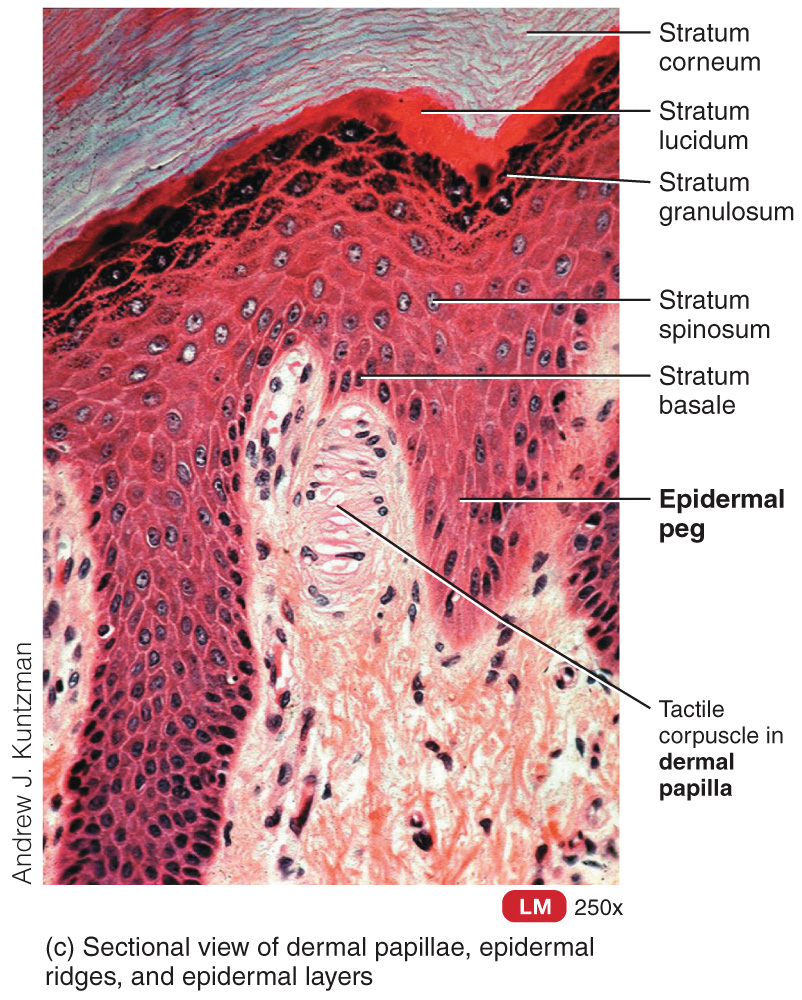 Stratum
corneum
Stratum
lucidum
Stratum
granulosum
Stratum
spinosum
Stratum
basale
Epidermal
peg
Tactile
corpuscle in
dermal
papilla
Andrew J. Kuntzman
LM 250x
(c) Sectional view of dermal papillae, epidermal
ridges, and epidermal layers